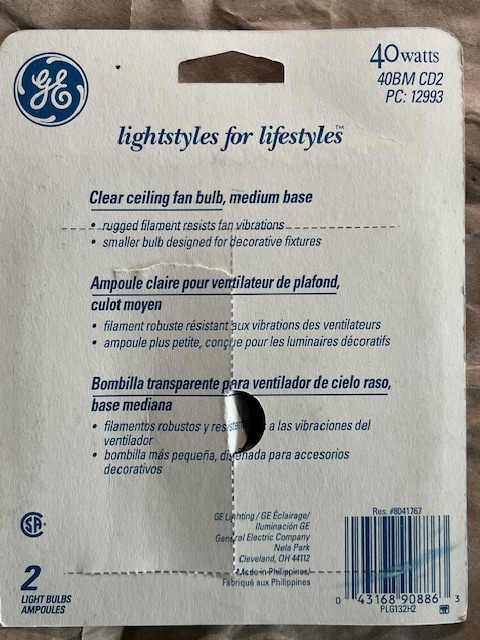 GE
40watts
40BM CD2
PC: 12993
lightstyles for lifestyles™
Clear ceiling fan bulb, medium base
• rugged filament resists fan vibrations
• smaller bulb designed for decorative fixtures
Ampoule claire pour ventilateur de plafond,
culot moyen
• filament robuste résistant aux vibrations des ventilateurs
• ampoule plus petite, conçue pour les luminaires décoratifs
Bombilla transparente para ventilador de cielo raso,
base mediana
• filamentos robustos y resisten s a las vibraciones del
ventilador
• bombilla más pequeña, diseñada para accesorios
decorativos
SA
2
LIGHT BULBS
AMPOULES
GE Lighting / GE Éclairage/
Iluminación GE
General Electric Company
Nela Park
Cleveland, OH 44112
Made in Philippines/
Fabriqué aux Philippines
Res. #8041767
0 43168 90886 3
PLG132H2